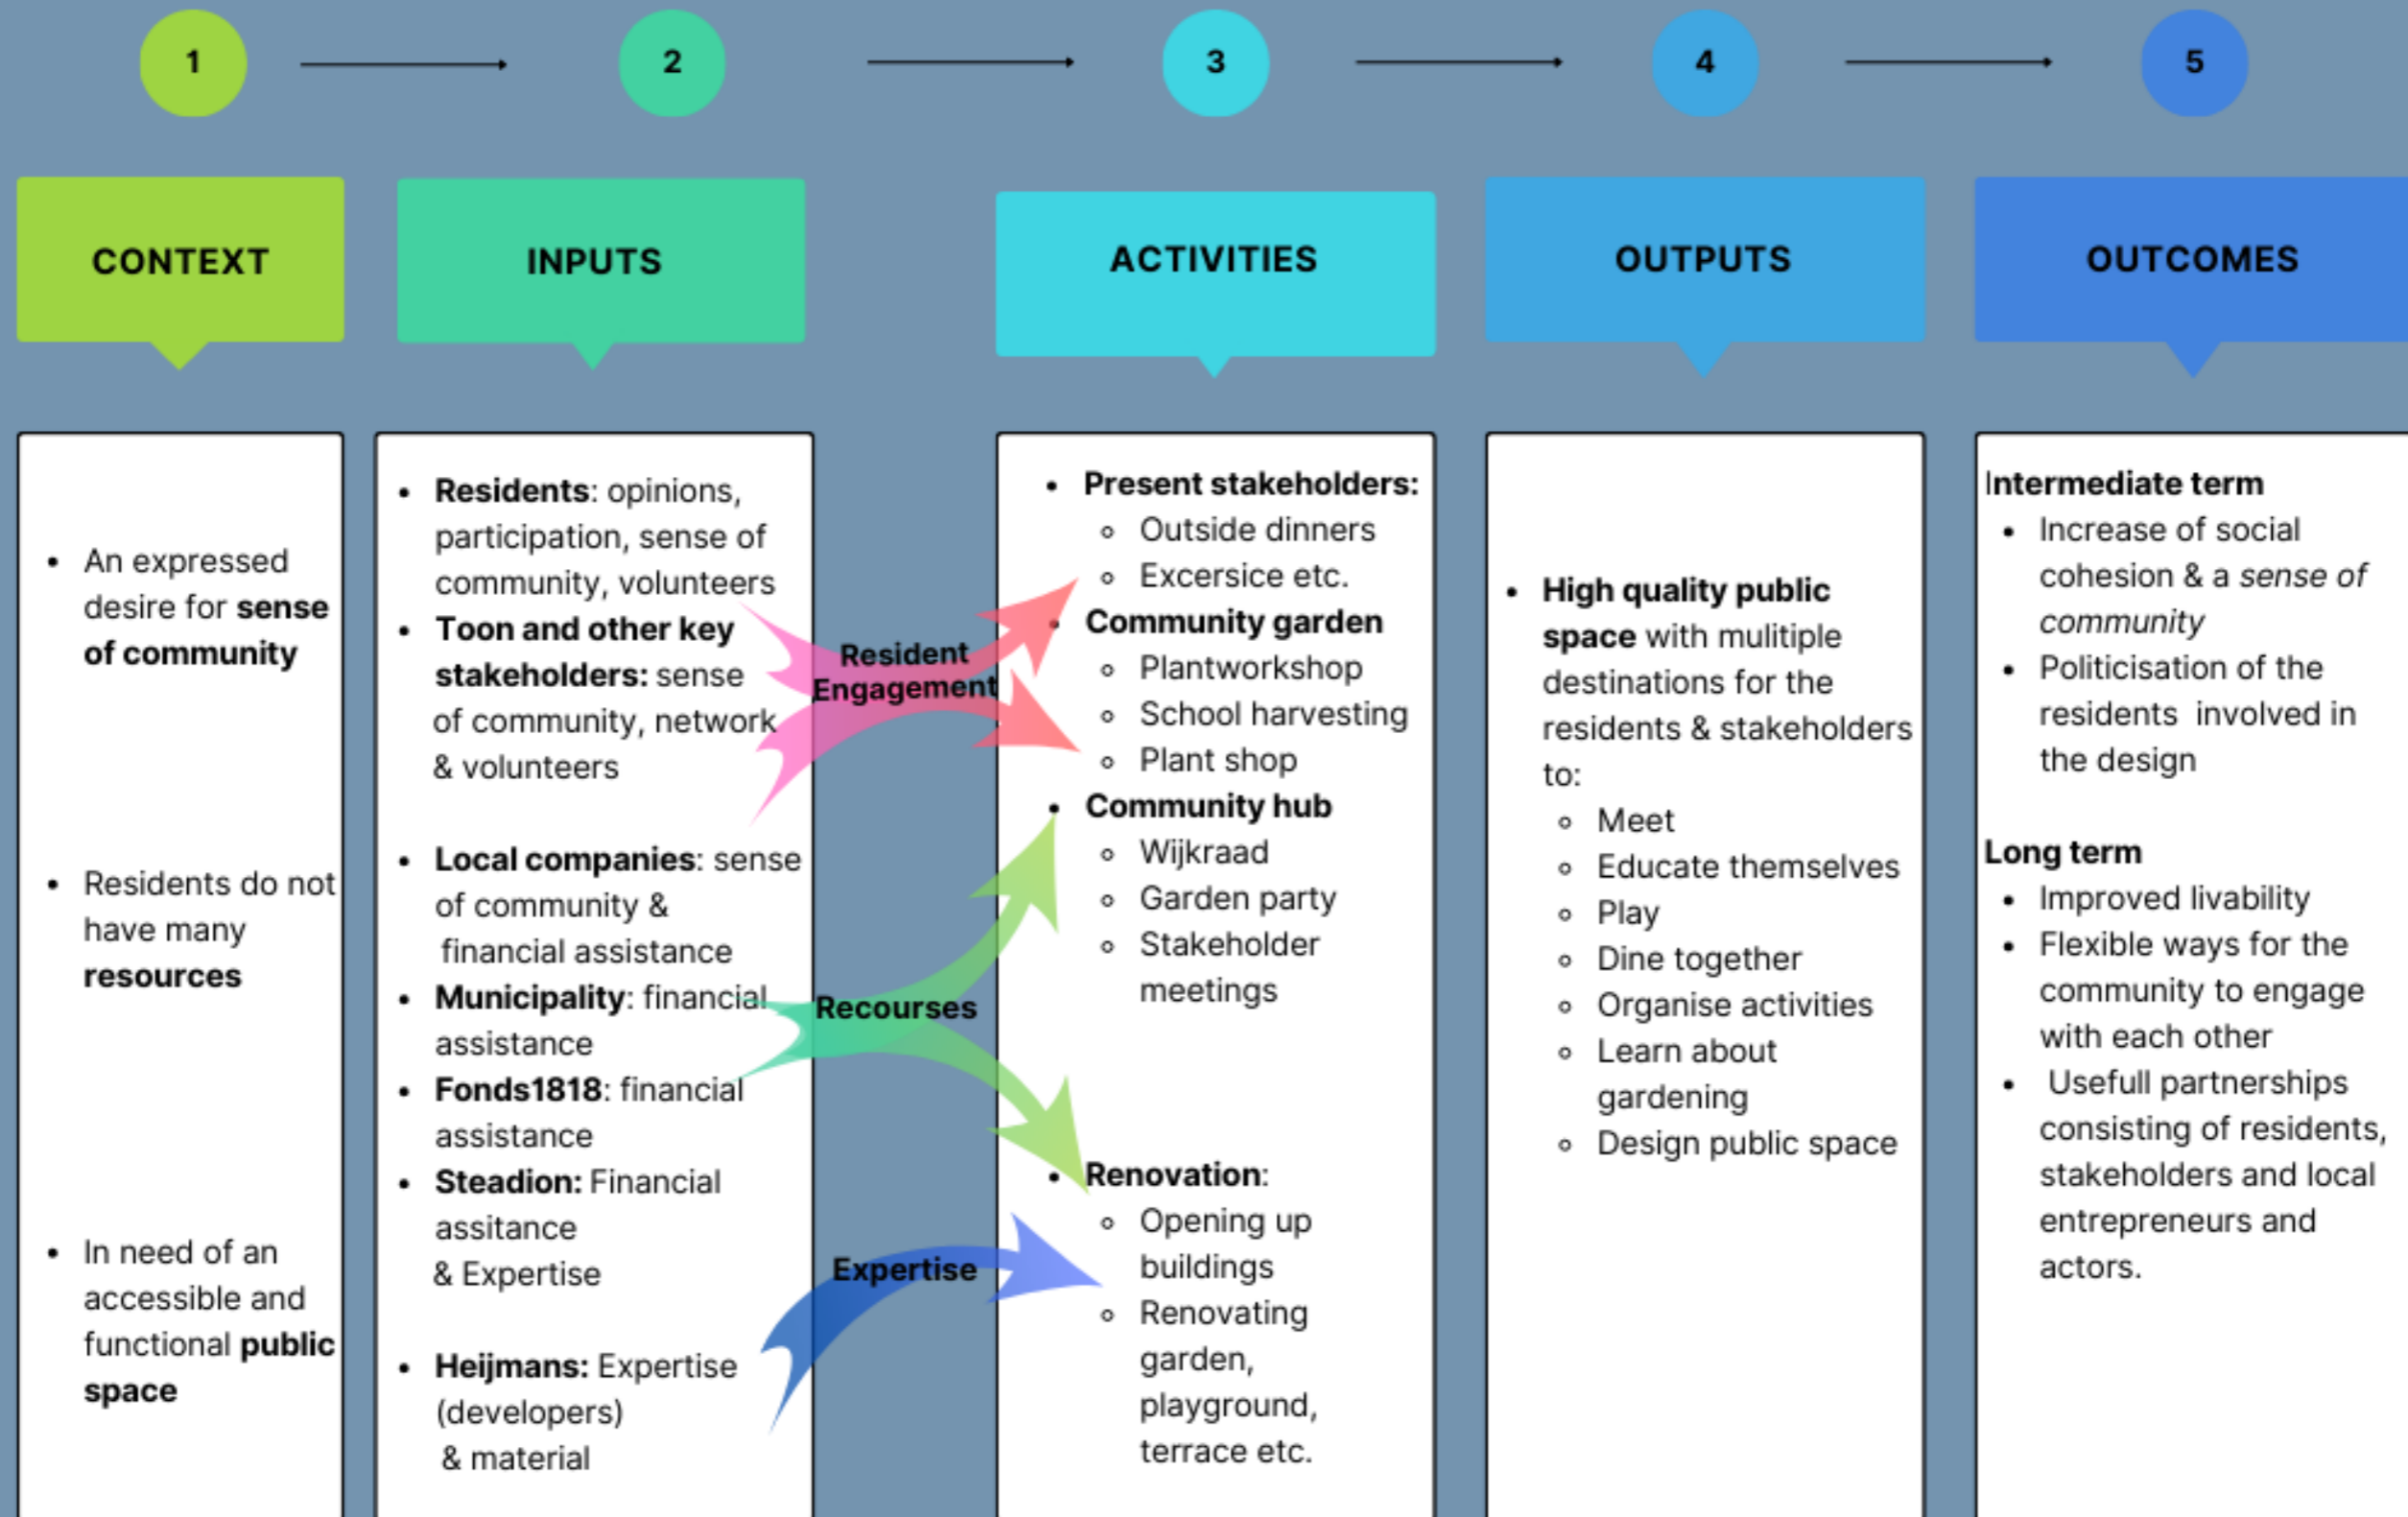 1
2
3
4
5
CONTEXT
INPUTS
ACTIVITIES
OUTPUTS
OUTCOMES
An expressed
desire for sense
of community
Residents do not
have many
resources
In need of an
accessible and
functional public
space
Residents: opinions,
participation, sense of
community, volunteers
Toon and other key
stakeholders: sense
of community, network
& volunteers
Local companies: sense
of community &
financial assistance
Municipality: financial
assistance
Fonds1818: financial
assistance
Steadion: Financial
assitance
& Expertise
Heijmans: Expertise
(developers)
& material
Resident
Engagement
Recourses
Expertise
Present stakeholders:
Outside dinners
Excersice etc.
Community garden
Plantworkshop
School harvesting
Plant shop
Community hub
Wijkraad
Garden party
Stakeholder
meetings
Renovation:
Opening up
buildings
Renovating
garden,
playground,
terrace etc.
High quality public
space with mulitiple
destinations for the
residents & stakeholders
to:
Meet
Educate themselves
Play
Dine together
Organise activities
Learn about
gardening
Design public space
Intermediate term
Increase of social
cohesion & a sense of
community
Politicisation of the
residents involved in
the design
Long term
Improved livability
Flexible ways for the
community to engage
with each other
Usefull partnerships
consisting of residents,
stakeholders and local
entrepreneurs and
actors.